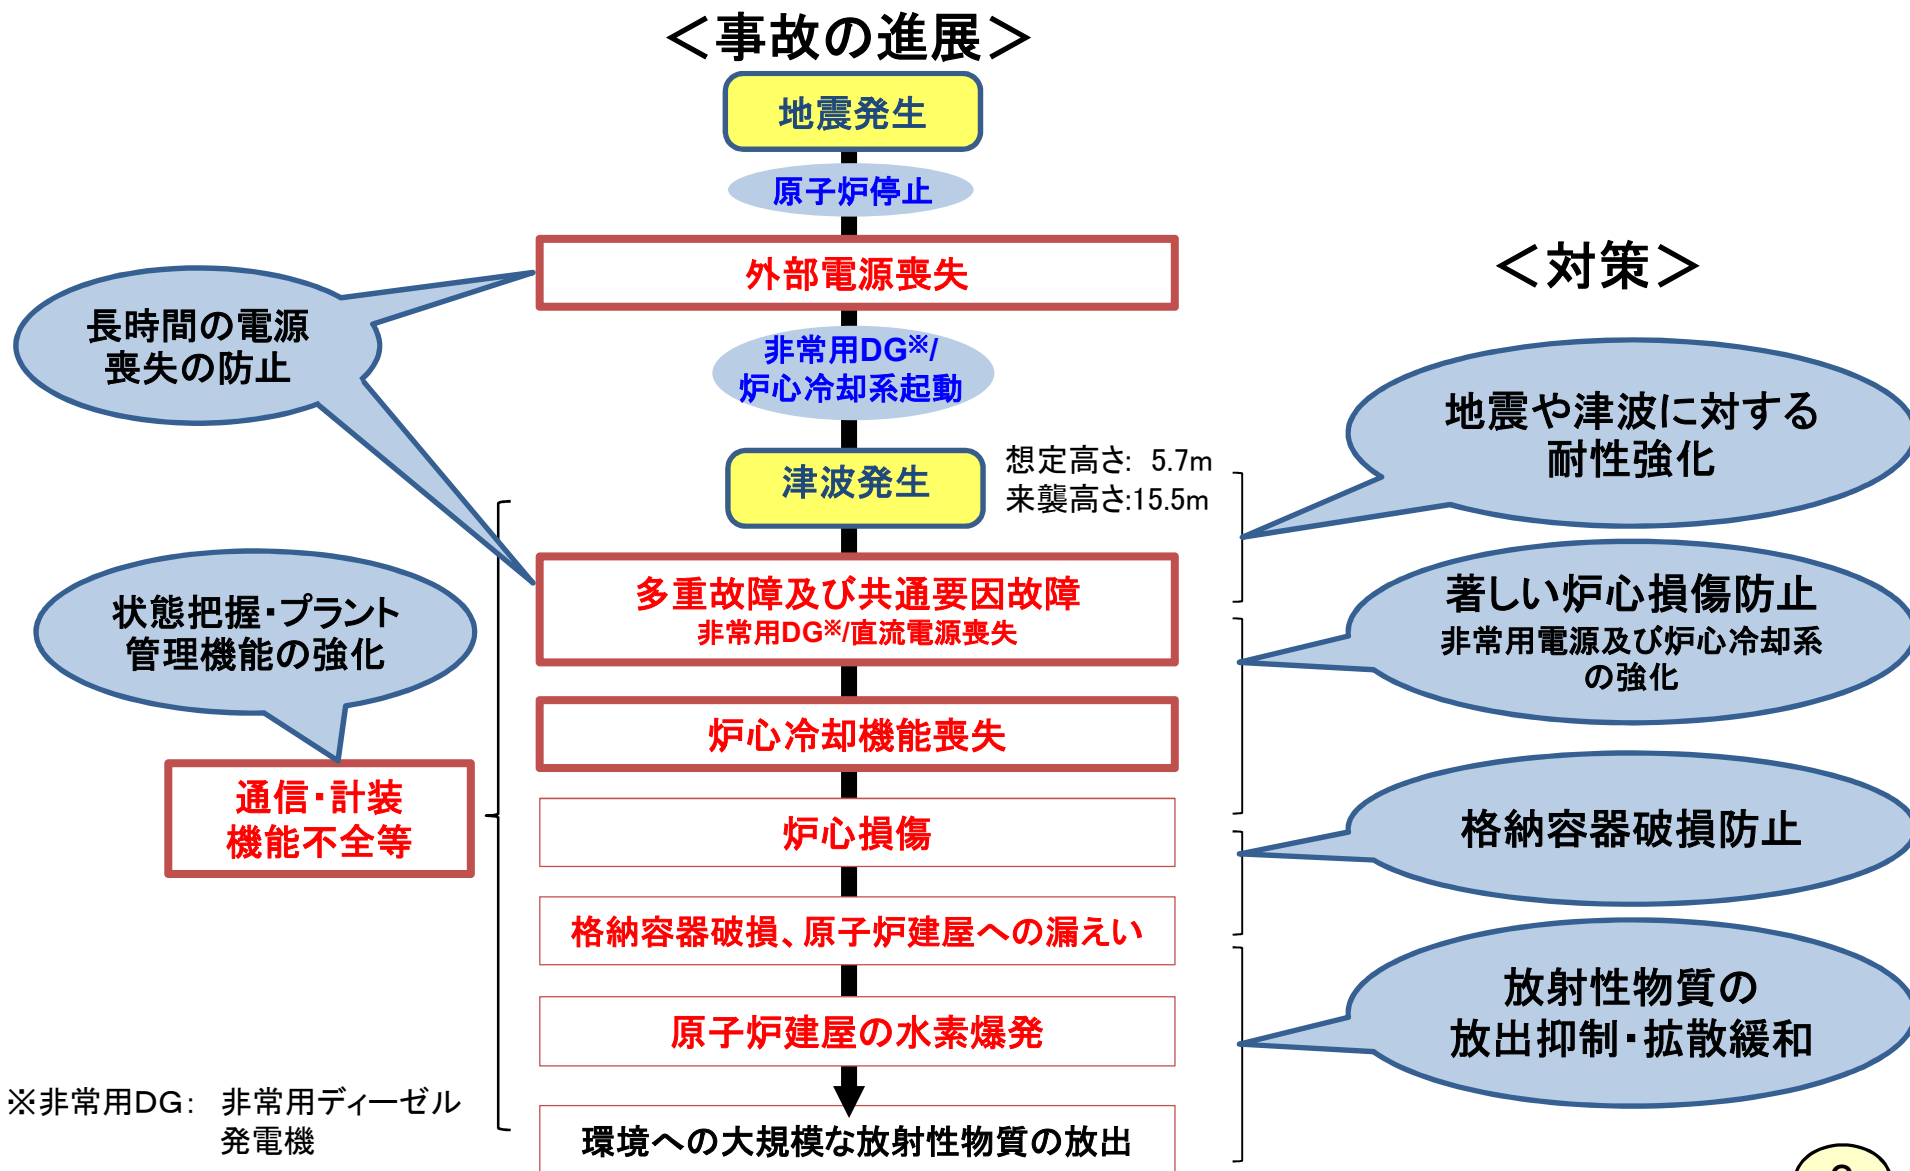 ＜事故の進展＞
地震発生
原子炉停止
外部電源喪失
＜対策＞
長時間の電源
喪失の防止
非常用DG※/
炉心冷却系起動
地震や津波に対する
耐性強化
津波発生
想定高さ: 5.7m
来襲高さ:15.5m
多重故障及び共通要因故障
非常用DG※/直流電源喪失
著しい炉心損傷防止
非常用電源及び炉心冷却系
の強化
状態把握・プラント
管理機能の強化
炉心冷却機能喪失
通信・計装
機能不全等
炉心損傷
格納容器破損防止
格納容器破損、原子炉建屋への漏えい
放射性物質の
放出抑制・拡散緩和
原子炉建屋の水素爆発
※非常用DG: 非常用ディーゼル
発電機
環境への大規模な放射性物質の放出